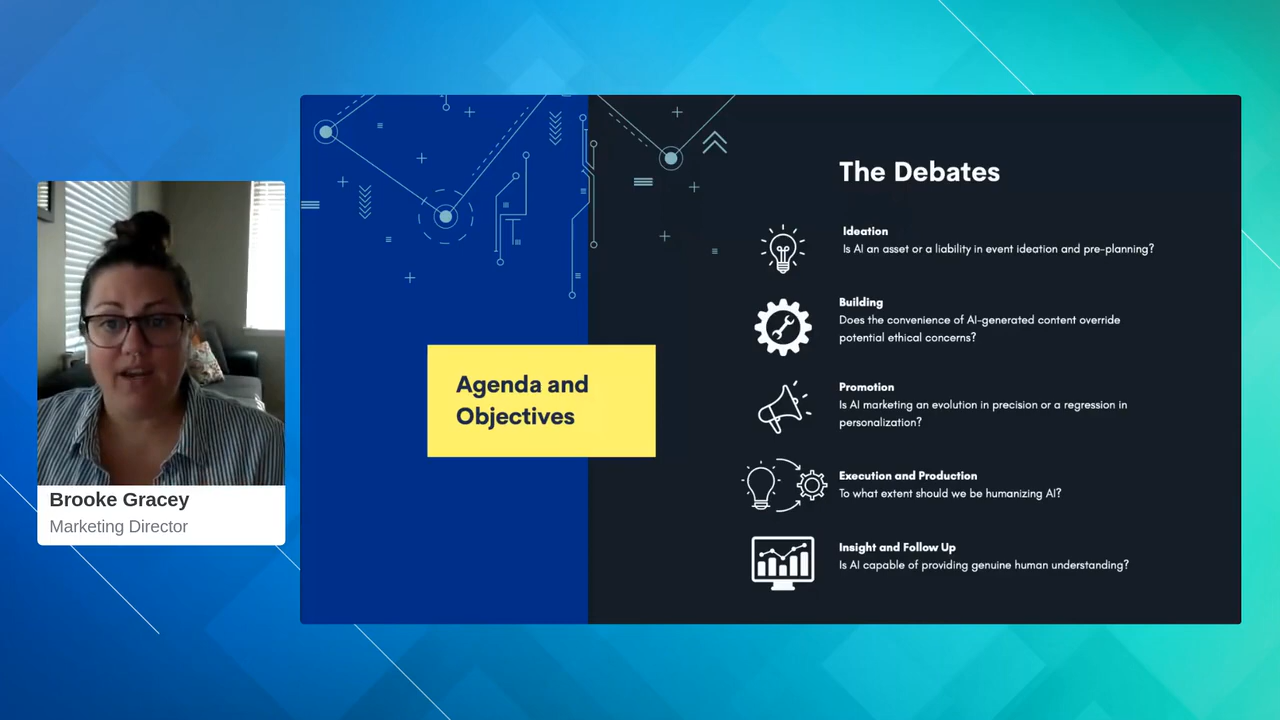 Brooke Gracey
Marketing Director
Agenda and
Objectives
The Debates
Ideation
Is AI an asset or a liability in event ideation and pre-planning?
Building
Does the convenience of AI-generated content override
potential ethical concerns?
Promotion
Is AI marketing an evolution in precision or a regression in
personalization?
Execution and Production
To what extent should we be humanizing AI?
Insight and Follow Up
Is AI capable of providing genuine human understanding?